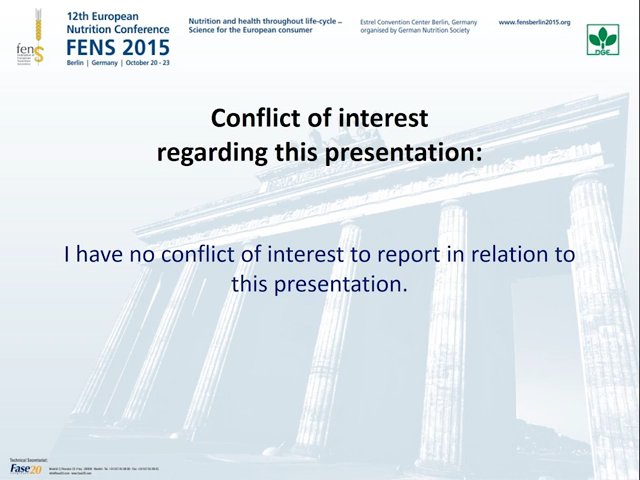 fens
12th European
Nutrition Conference
FENS 2015
Berlin | Germany | October 20 - 23
Nutrition and health throughout life-cycle –
Science for the European consumer
Estrel Convention Center Berlin, Germany
organised by German Nutrition Society
www.fensberlin2015.org
DGE
Conflict of interest
regarding this presentation:
I have no conflict of interest to report in relation to
this presentation.
Technical Secretariat:
Fase20